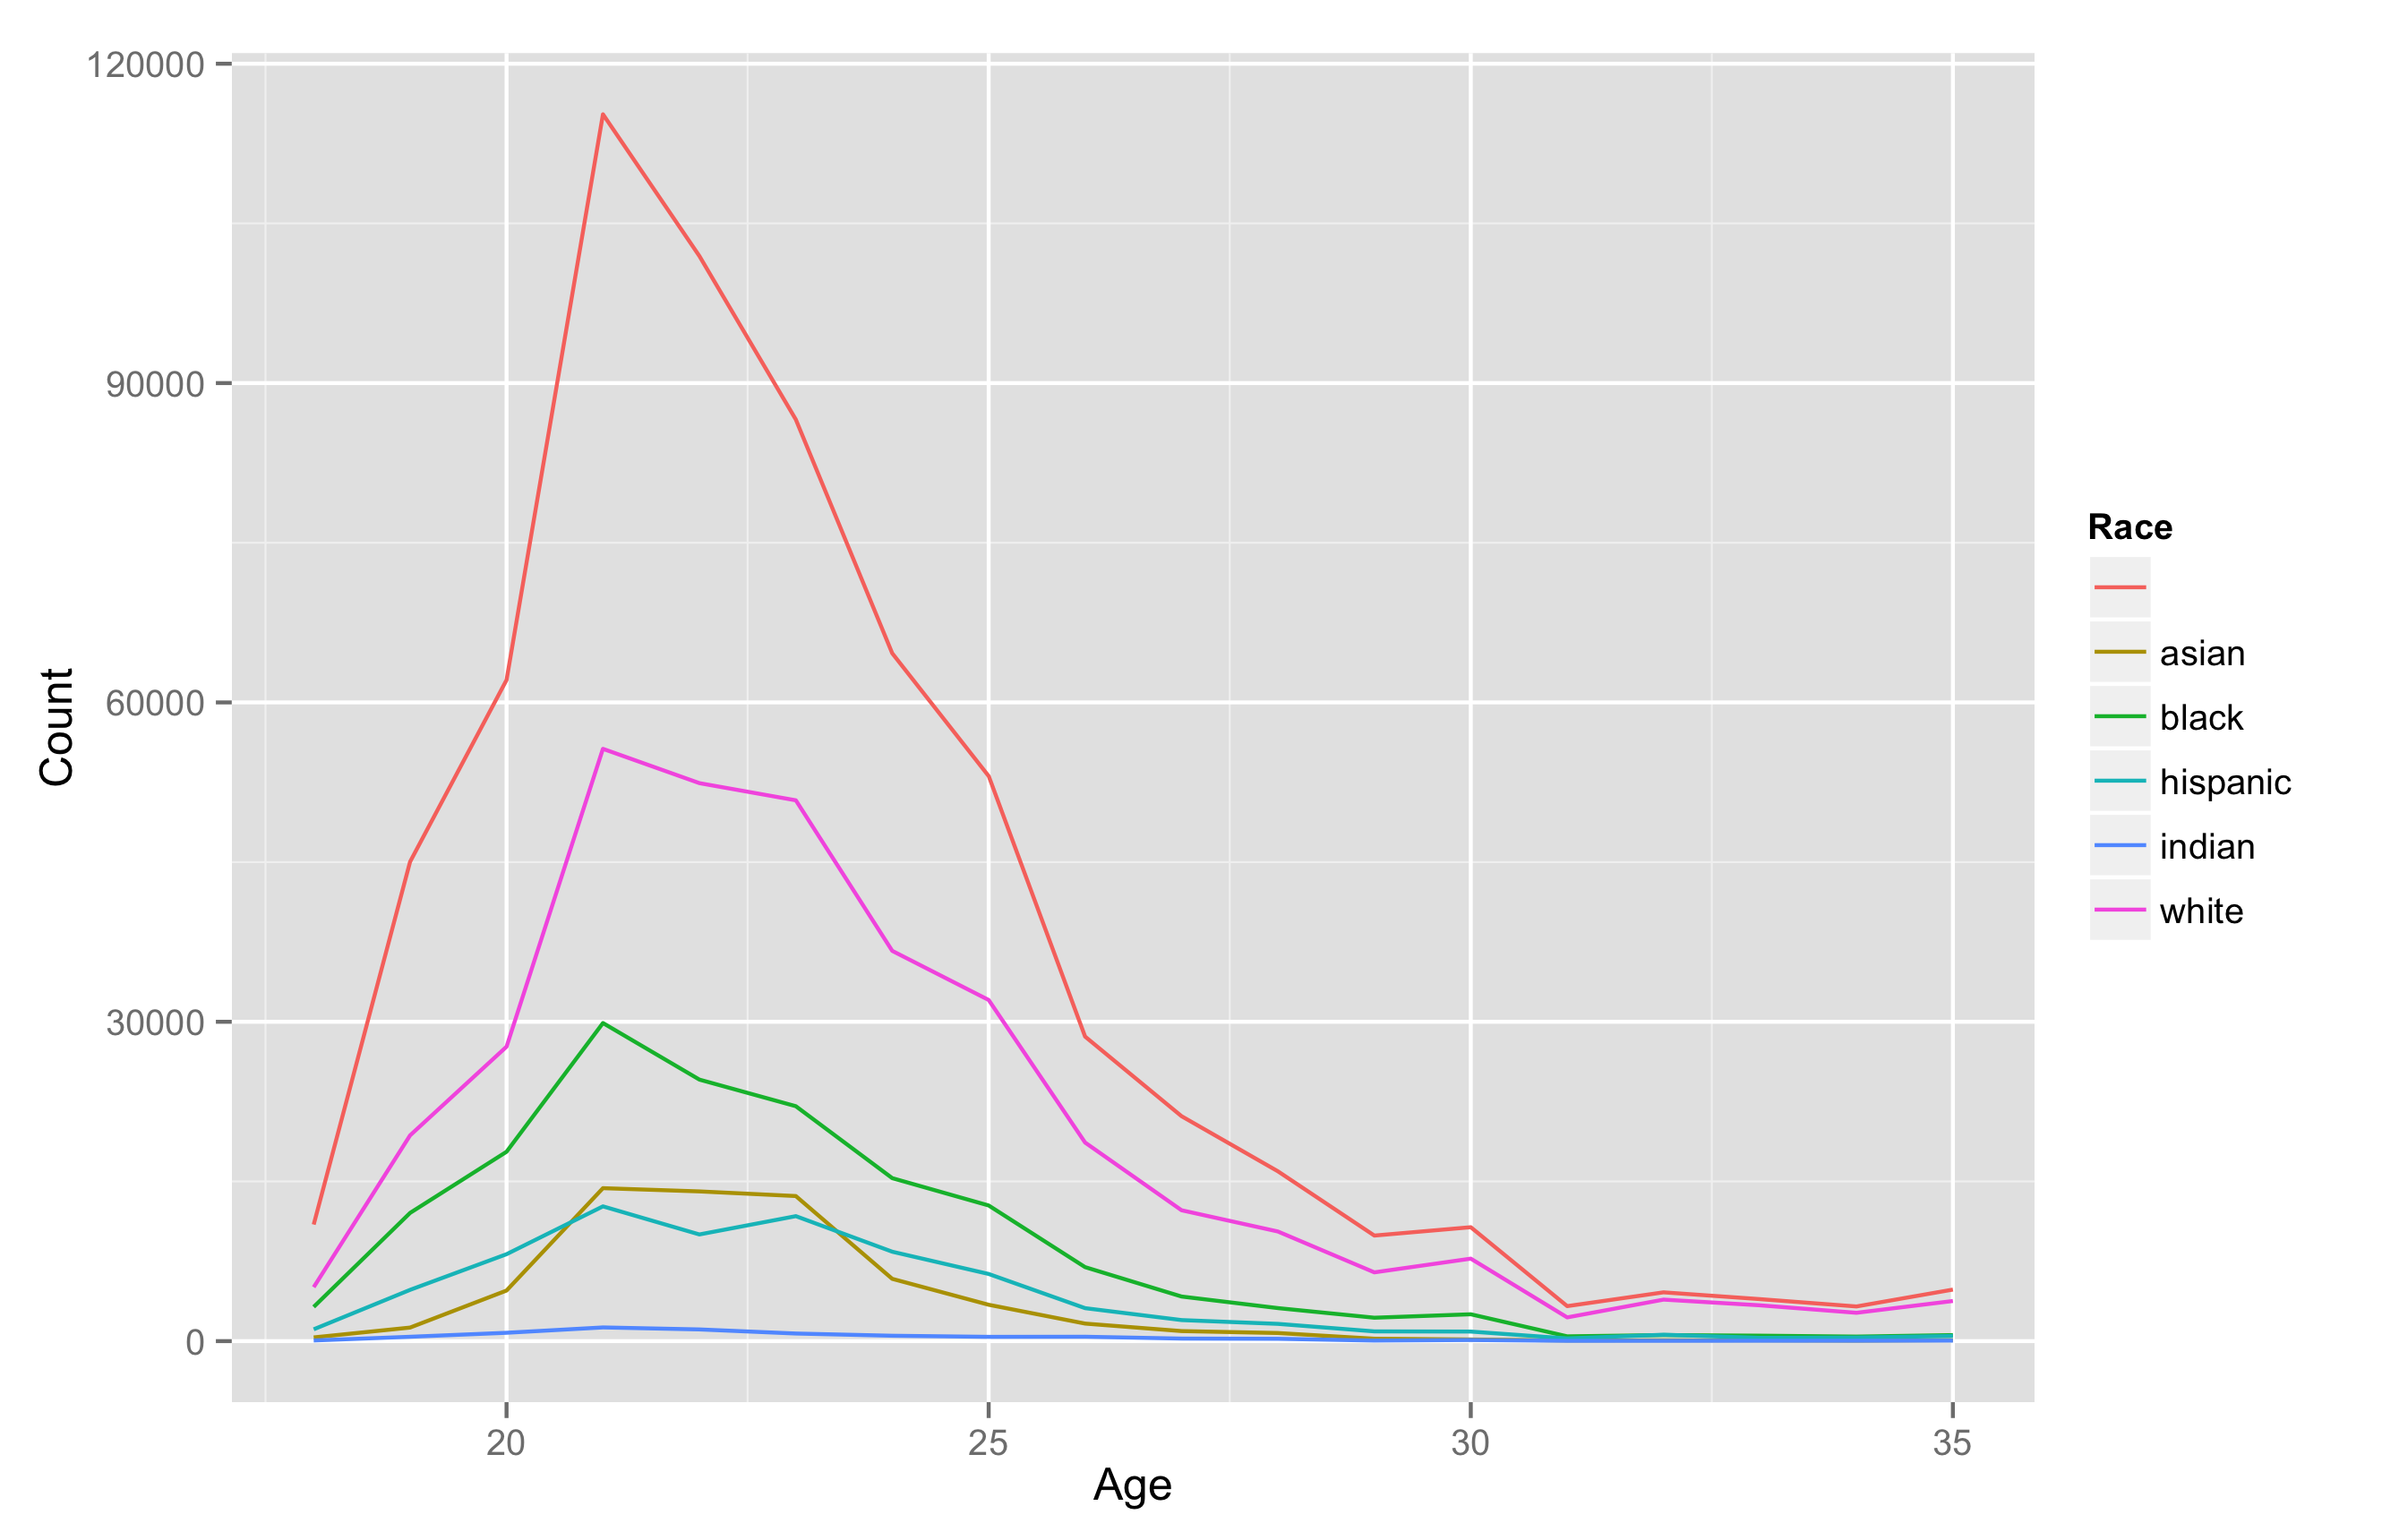 120000
90000
60000
30000
0
Count
20 25 30 35
Age
Race
asian
black
hispanic
indian
white